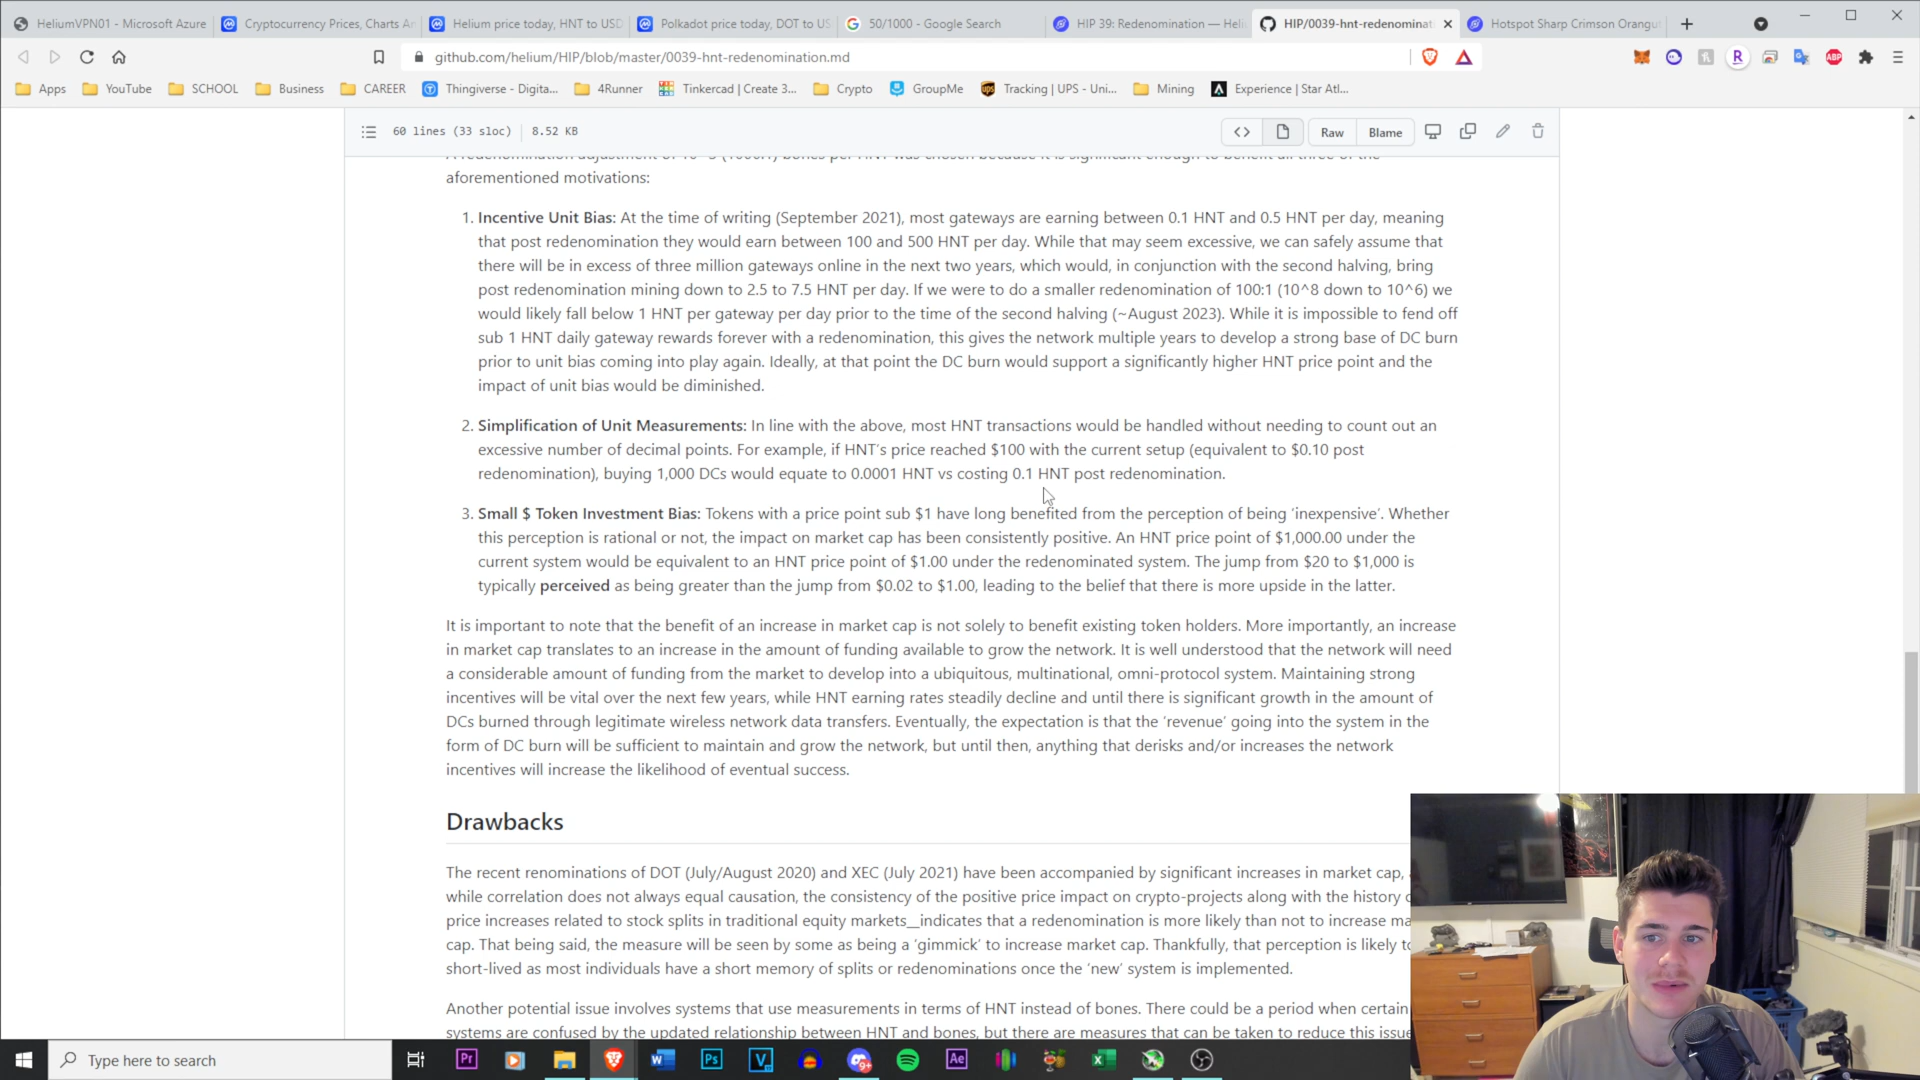 HeliumVPN01 - Microsoft Azure
Cryptocurrency Prices, Charts An
Helium price today, HNT to USD
Polkadot price today, DOT to US
50/1000 - Google Search
HIP 39: Redenomination — Heli
HIP/0039-hnt-redenominat
Hotspot Sharp Crimson Orangut
github.com/helium/HIP/blob/master/0039-hnt-redenomination.md
Apps YouTube SCHOOL Business CAREER Thingiverse - Digita... 4Runner Tinkercad | Create 3... Crypto GroupMe Tracking | UPS - Uni... Mining Experience | Star Atl...
60 lines (33 sloc) 8.52 KB
Raw Blame
aforementioned motivations:
1. Incentive Unit Bias: At the time of writing (September 2021), most gateways are earning between 0.1 HNT and 0.5 HNT per day, meaning
that post redenomination they would earn between 100 and 500 HNT per day. While that may seem excessive, we can safely assume that
there will be in excess of three million gateways online in the next two years, which would, in conjunction with the second halving, bring
post redenomination mining down to 2.5 to 7.5 HNT per day. If we were to do a smaller redenomination of 100:1 (10^8 down to 10^6) we
would likely fall below 1 HNT per gateway per day prior to the time of the second halving (~August 2023). While it is impossible to fend off
sub 1 HNT daily gateway rewards forever with a redenomination, this gives the network multiple years to develop a strong base of DC burn
prior to unit bias coming into play again. Ideally, at that point the DC burn would support a significantly higher HNT price point and the
impact of unit bias would be diminished.
2. Simplification of Unit Measurements: In line with the above, most HNT transactions would be handled without needing to count out an
excessive number of decimal points. For example, if HNT's price reached $100 with the current setup (equivalent to $0.10 post
redenomination), buying 1,000 DCs would equate to 0.0001 HNT vs costing 0.1 HNT post redenomination.
3. Small $ Token Investment Bias: Tokens with a price point sub $1 have long benefited from the perception of being 'inexpensive'. Whether
this perception is rational or not, the impact on market cap has been consistently positive. An HNT price point of $1,000.00 under the
current system would be equivalent to an HNT price point of $1.00 under the redenominated system. The jump from $20 to $1,000 is
typically perceived as being greater than the jump from $0.02 to $1.00, leading to the belief that there is more upside in the latter.
It is important to note that the benefit of an increase in market cap is not solely to benefit existing token holders. More importantly, an increase
in market cap translates to an increase in the amount of funding available to grow the network. It is well understood that the network will need
a considerable amount of funding from the market to develop into a ubiquitous, multinational, omni-protocol system. Maintaining strong
incentives will be vital over the next few years, while HNT earning rates steadily decline and until there is significant growth in the amount of
DCs burned through legitimate wireless network data transfers. Eventually, the expectation is that the 'revenue' going into the system in the
form of DC burn will be sufficient to maintain and grow the network, but until then, anything that derisks and/or increases the network
incentives will increase the likelihood of eventual success.
Drawbacks
The recent renominations of DOT (July/August 2020) and XEC (July 2021) have been accompanied by significant increases in market cap,
while correlation does not always equal causation, the consistency of the positive price impact on crypto-projects along with the history
price increases related to stock splits in traditional equity markets__indicates that a redenomination is more likely than not to increase ma
cap. That being said, the measure will be seen by some as being a 'gimmick' to increase market cap. Thankfully, that perception is likely to
short-lived as most individuals have a short memory of splits or redenominations once the 'new' system is implemented.
Another potential issue involves systems that use measurements in terms of HNT instead of bones. There could be a period when certain
systems are confused by the updated relationship between HNT and bones, but there are measures that can be taken to reduce this issue
Type here to search